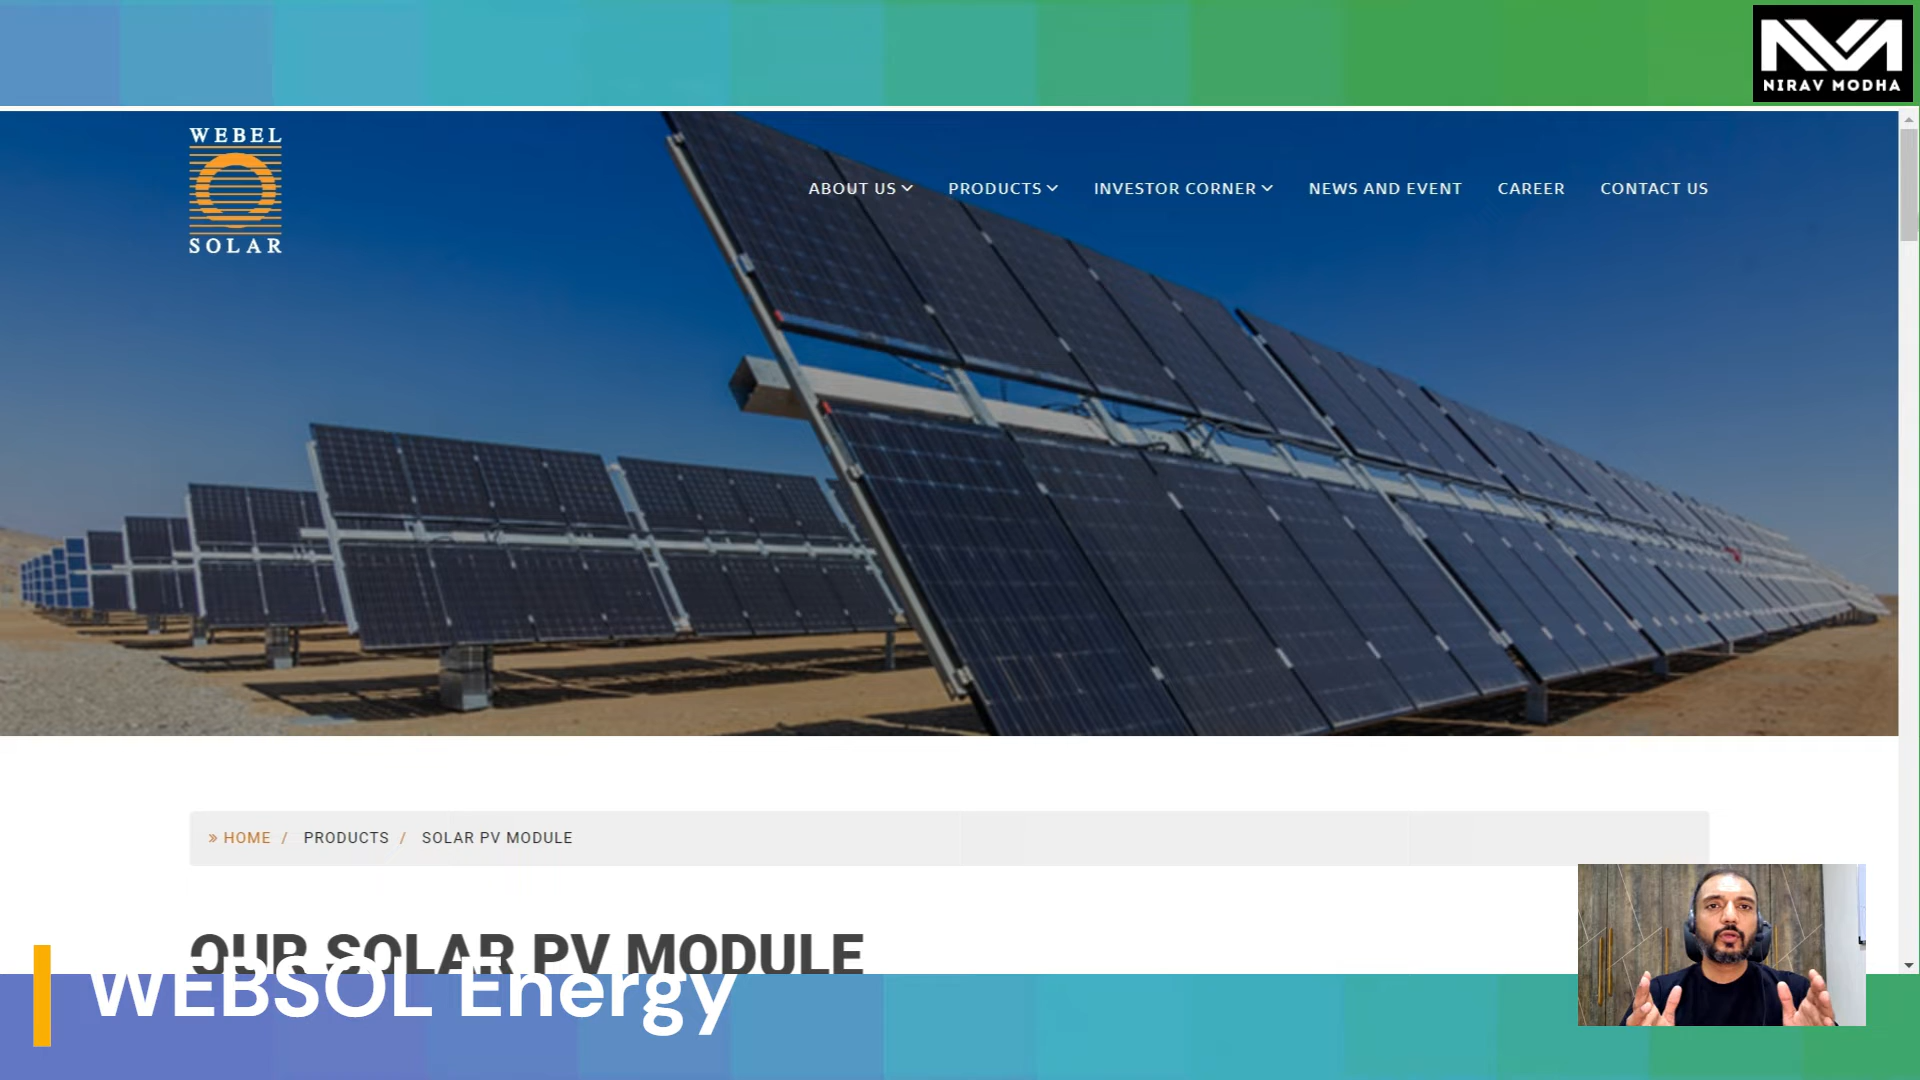 NIRAV MODHA
WEBEL
SOLAR
ABOUT US
PRODUCTS
INVESTOR CORNER
NEWS AND EVENT
CAREER
CONTACT US
» HOME / PRODUCTS / SOLAR PV MODULE
OUR SOLAR PV MODULE
WEBSOL Energy